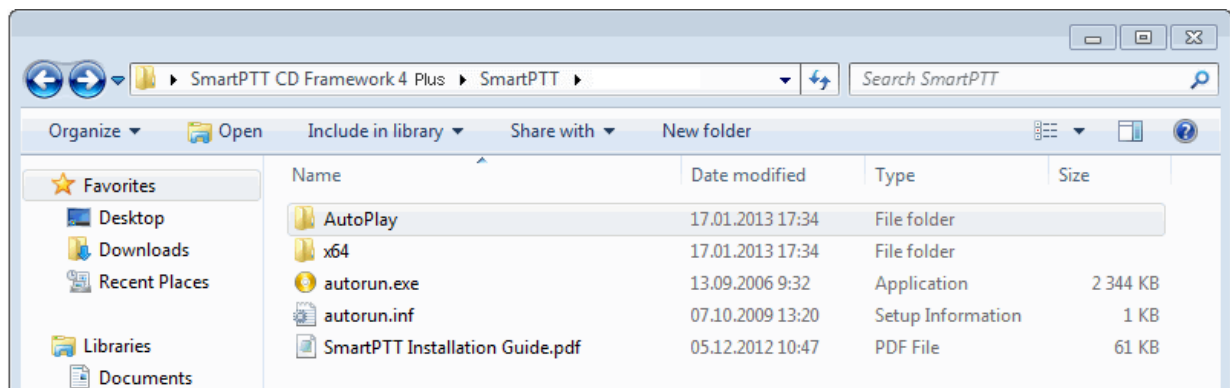 SmartPTT CD Framework 4 Plus SmartPTT Search SmartPTT
Organize Open Include in library Share with New folder
Favorites
Desktop
Downloads
Recent Places
Libraries
Documents
Name Date modified Type Size
AutoPlay 17.01.2013 17:34 File folder
x64 17.01.2013 17:34 File folder
autorun.exe 13.09.2006 9:32 Application 2 344 KB
autorun.inf 07.10.2009 13:20 Setup Information 1 KB
SmartPTT Installation Guide.pdf 05.12.2012 10:47 PDF File 61 KB